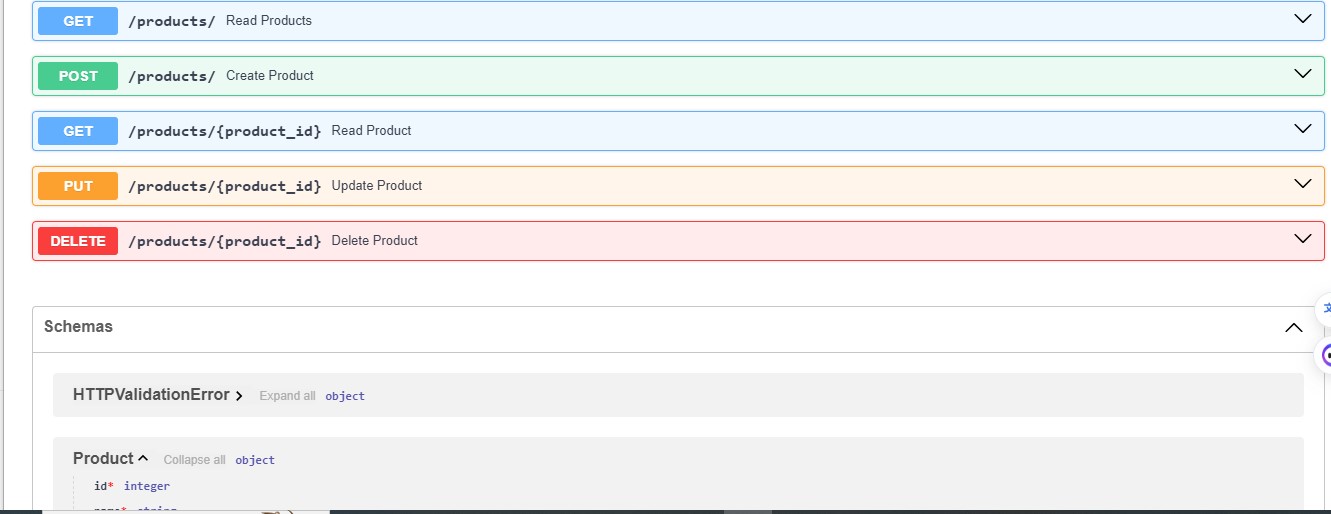 GET /products/ Read Products
POST /products/ Create Product
GET /products/{product_id} Read Product
PUT /products/{product_id} Update Product
DELETE /products/{product_id} Delete Product
Schemas
HTTPValidationError Expand all object
Product Collapse all object
id* integer
name* string